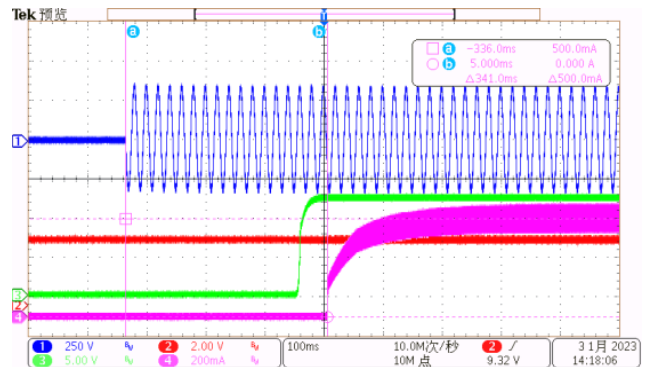 Tek 预览
a
b
a -336.0ms 500.0mA
b 5.000ms 0.000 A
△341.0ms △500.0mA
1
3
2
4
1 250 V 2 2.00 V 100ms 10.0M次/秒 2 3 1月 2023
3 5.00 V 4 200mA 10M 点 9.32 V 14:18:06